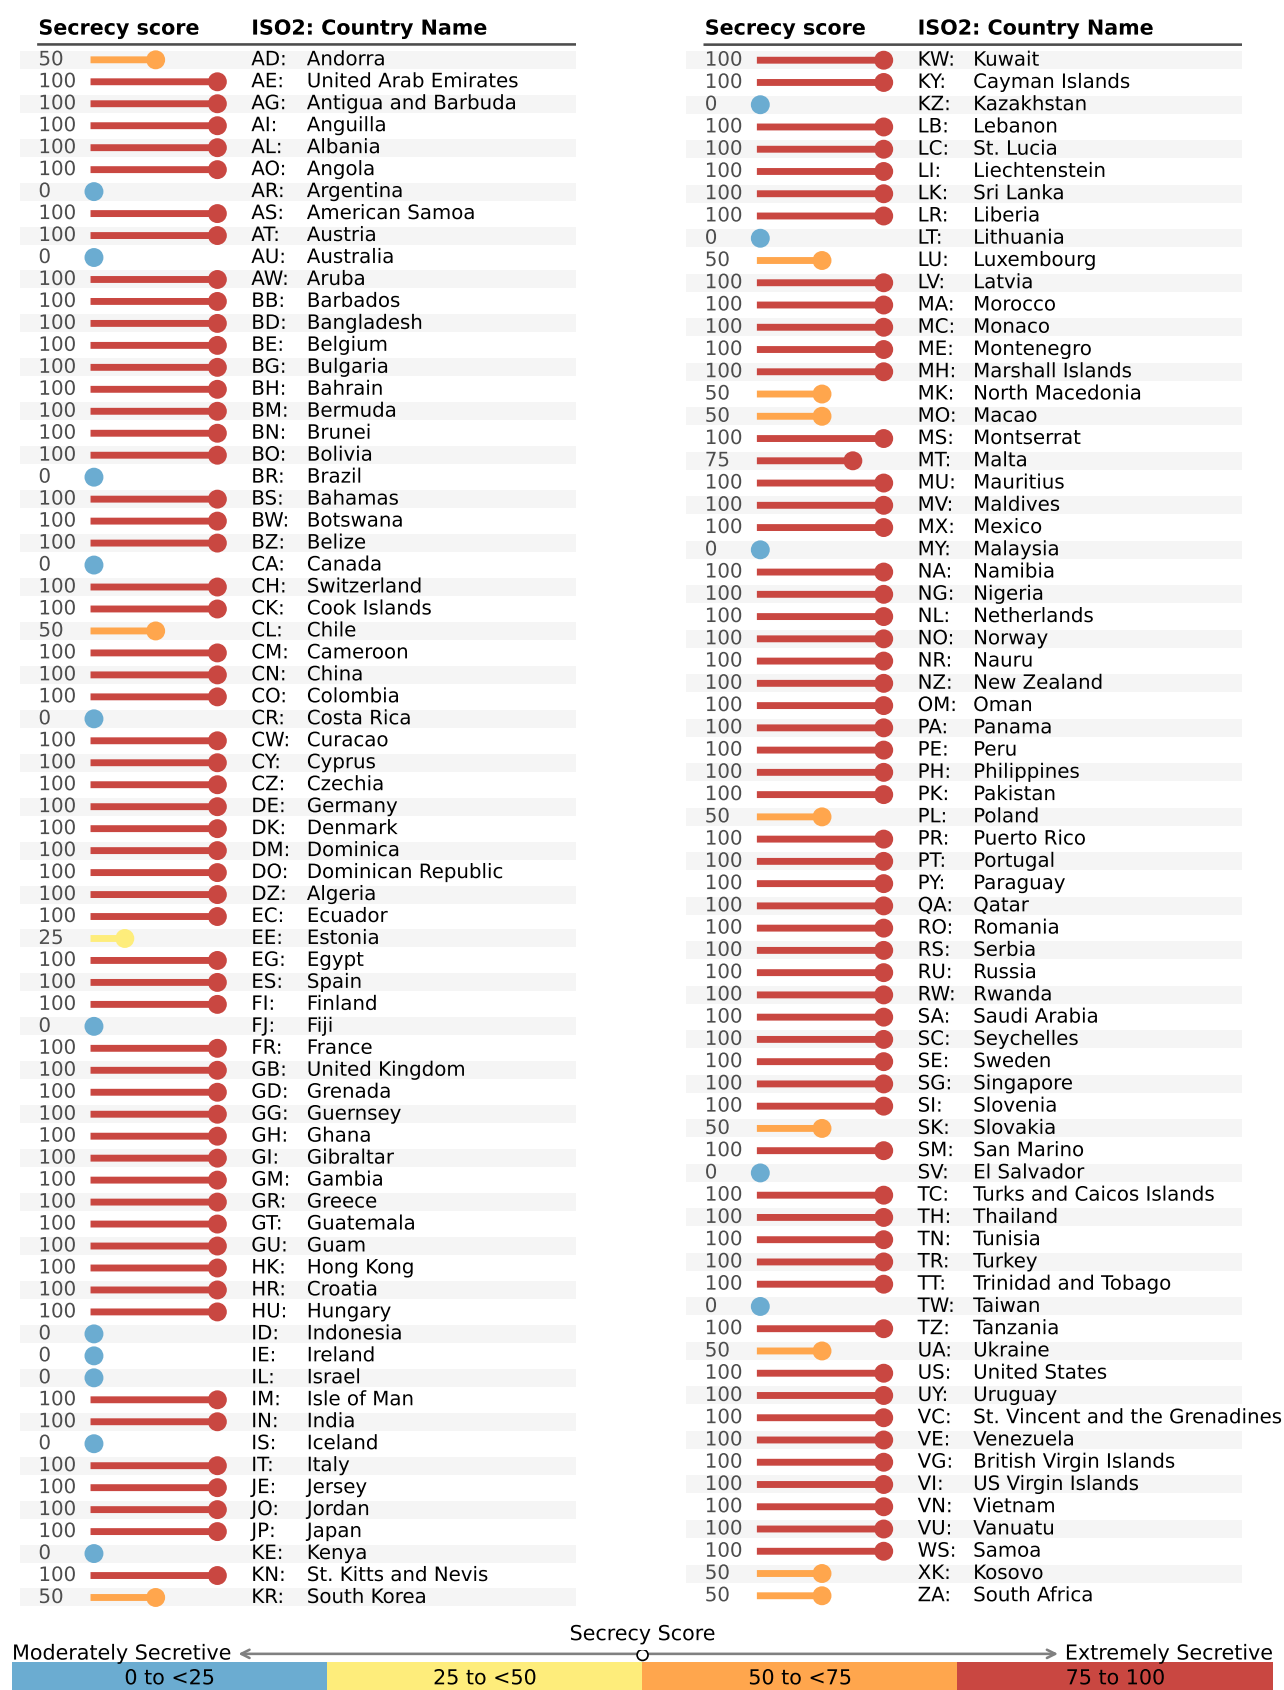 Secrecy score ISO2: Country Name
50 AD: Andorra
100 AE: United Arab Emirates
100 AG: Antigua and Barbuda
100 AI: Anguilla
100 AL: Albania
100 AO: Angola
0 AR: Argentina
100 AS: American Samoa
100 AT: Austria
0 AU: Australia
100 AW: Aruba
100 BB: Barbados
100 BD: Bangladesh
100 BE: Belgium
100 BG: Bulgaria
100 BH: Bahrain
100 BM: Bermuda
100 BN: Brunei
100 BO: Bolivia
0 BR: Brazil
100 BS: Bahamas
100 BW: Botswana
100 BZ: Belize
0 CA: Canada
100 CH: Switzerland
100 CK: Cook Islands
50 CL: Chile
100 CM: Cameroon
100 CN: China
100 CO: Colombia
0 CR: Costa Rica
100 CW: Curacao
100 CY: Cyprus
100 CZ: Czechia
100 DE: Germany
100 DK: Denmark
100 DM: Dominica
100 DO: Dominican Republic
100 DZ: Algeria
100 EC: Ecuador
25 EE: Estonia
100 EG: Egypt
100 ES: Spain
100 FI: Finland
0 FJ: Fiji
100 FR: France
100 GB: United Kingdom
100 GD: Grenada
100 GG: Guernsey
100 GH: Ghana
100 GI: Gibraltar
100 GM: Gambia
100 GR: Greece
100 GT: Guatemala
100 GU: Guam
100 HK: Hong Kong
100 HR: Croatia
100 HU: Hungary
0 ID: Indonesia
0 IE: Ireland
0 IL: Israel
100 IM: Isle of Man
100 IN: India
0 IS: Iceland
100 IT: Italy
100 JE: Jersey
100 JO: Jordan
100 JP: Japan
0 KE: Kenya
100 KN: St. Kitts and Nevis
50 KR: South Korea
Secrecy score ISO2: Country Name
100 KW: Kuwait
100 KY: Cayman Islands
0 KZ: Kazakhstan
100 LB: Lebanon
100 LC: St. Lucia
100 LI: Liechtenstein
100 LK: Sri Lanka
100 LR: Liberia
0 LT: Lithuania
50 LU: Luxembourg
100 LV: Latvia
100 MA: Morocco
100 MC: Monaco
100 ME: Montenegro
100 MH: Marshall Islands
50 MK: North Macedonia
50 MO: Macao
100 MS: Montserrat
75 MT: Malta
100 MU: Mauritius
100 MV: Maldives
100 MX: Mexico
0 MY: Malaysia
100 NA: Namibia
100 NG: Nigeria
100 NL: Netherlands
100 NO: Norway
100 NR: Nauru
100 NZ: New Zealand
100 OM: Oman
100 PA: Panama
100 PE: Peru
100 PH: Philippines
100 PK: Pakistan
50 PL: Poland
100 PR: Puerto Rico
100 PT: Portugal
100 PY: Paraguay
100 QA: Qatar
100 RO: Romania
100 RS: Serbia
100 RU: Russia
100 RW: Rwanda
100 SA: Saudi Arabia
100 SC: Seychelles
100 SE: Sweden
100 SG: Singapore
100 SI: Slovenia
50 SK: Slovakia
100 SM: San Marino
0 SV: El Salvador
100 TC: Turks and Caicos Islands
100 TH: Thailand
100 TN: Tunisia
100 TR: Turkey
100 TT: Trinidad and Tobago
0 TW: Taiwan
100 TZ: Tanzania
50 UA: Ukraine
100 US: United States
100 UY: Uruguay
100 VC: St. Vincent and the Grenadines
100 VE: Venezuela
100 VG: British Virgin Islands
100 VI: US Virgin Islands
100 VN: Vietnam
100 VU: Vanuatu
100 WS: Samoa
50 XK: Kosovo
50 ZA: South Africa
Secrecy Score
Moderately Secretive Extremely Secretive
0 to <25 25 to <50 50 to <75 75 to 100